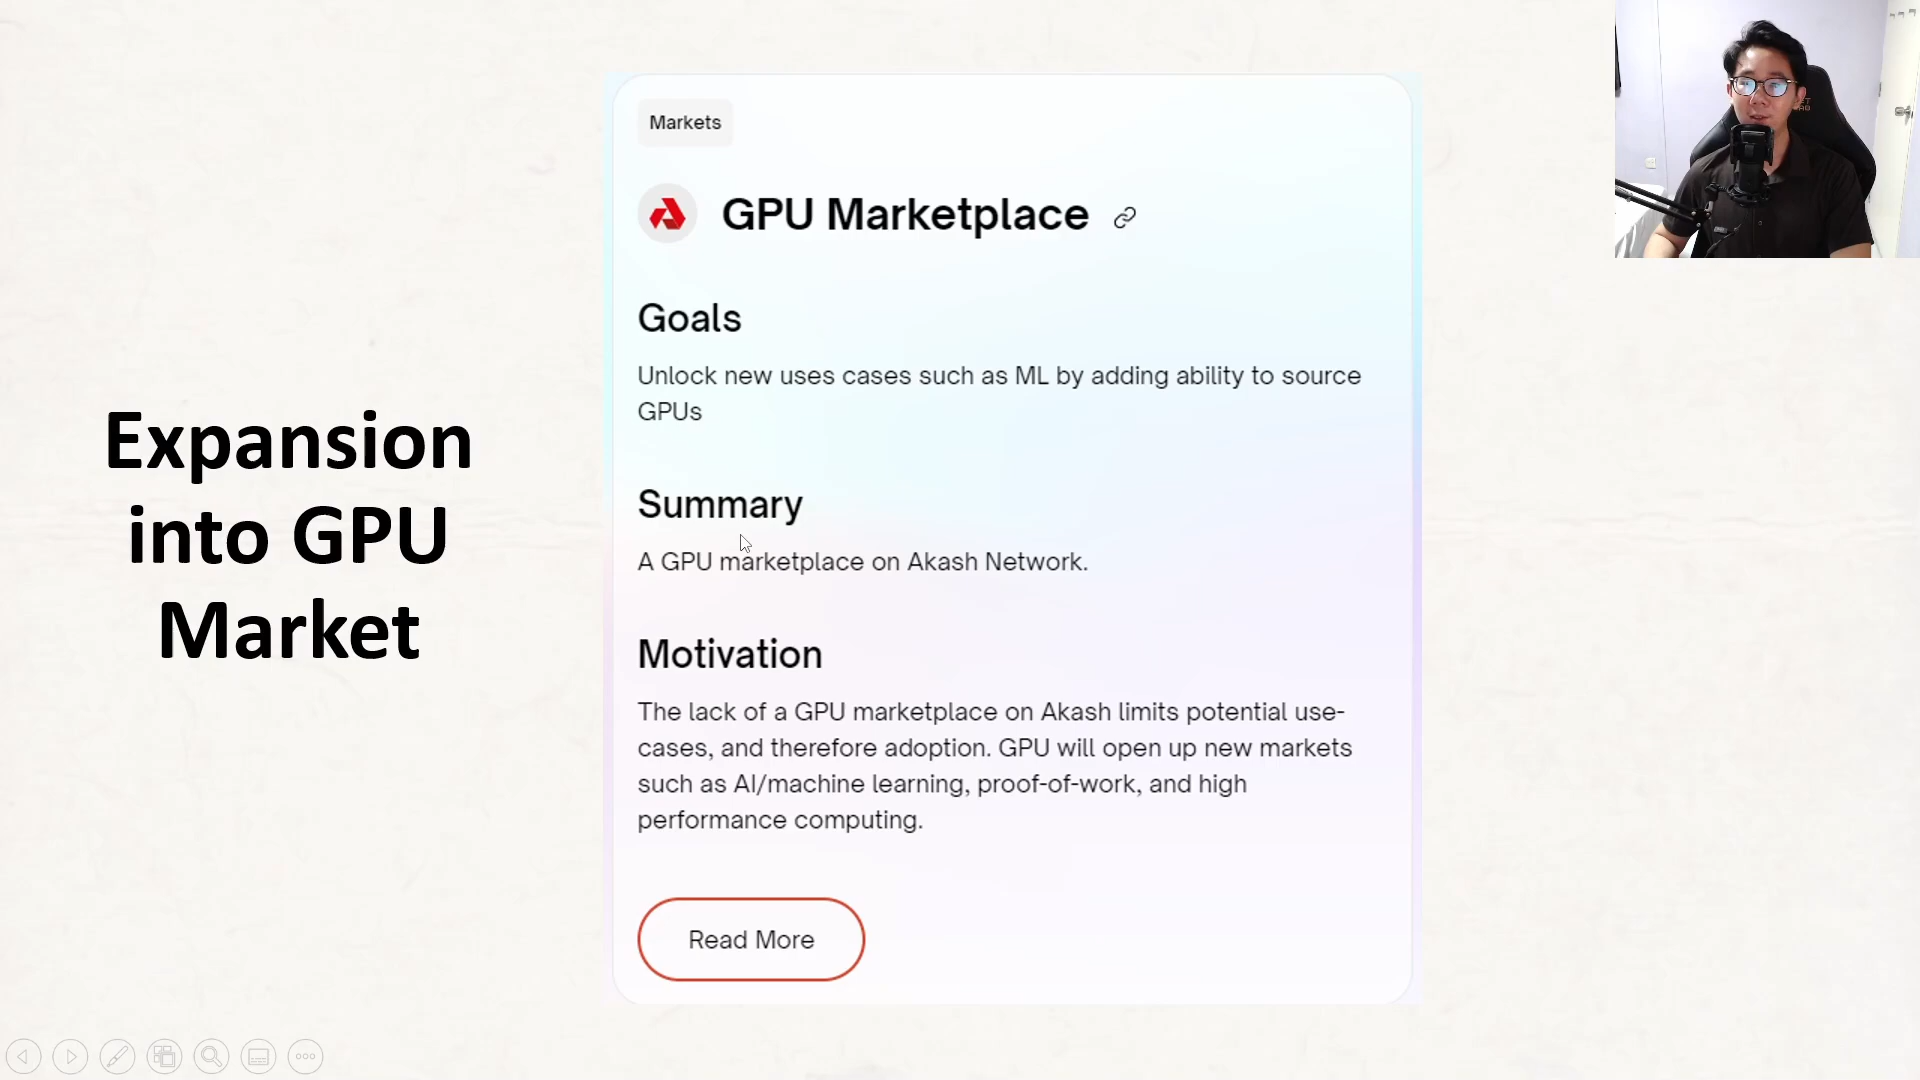 Expansion
into GPU
Market
Markets
GPU Marketplace
Goals
Unlock new uses cases such as ML by adding ability to source
GPUs
Summary
A GPU marketplace on Akash Network.
Motivation
The lack of a GPU marketplace on Akash limits potential use-
cases, and therefore adoption. GPU will open up new markets
such as AI/machine learning, proof-of-work, and high
performance computing.
Read More